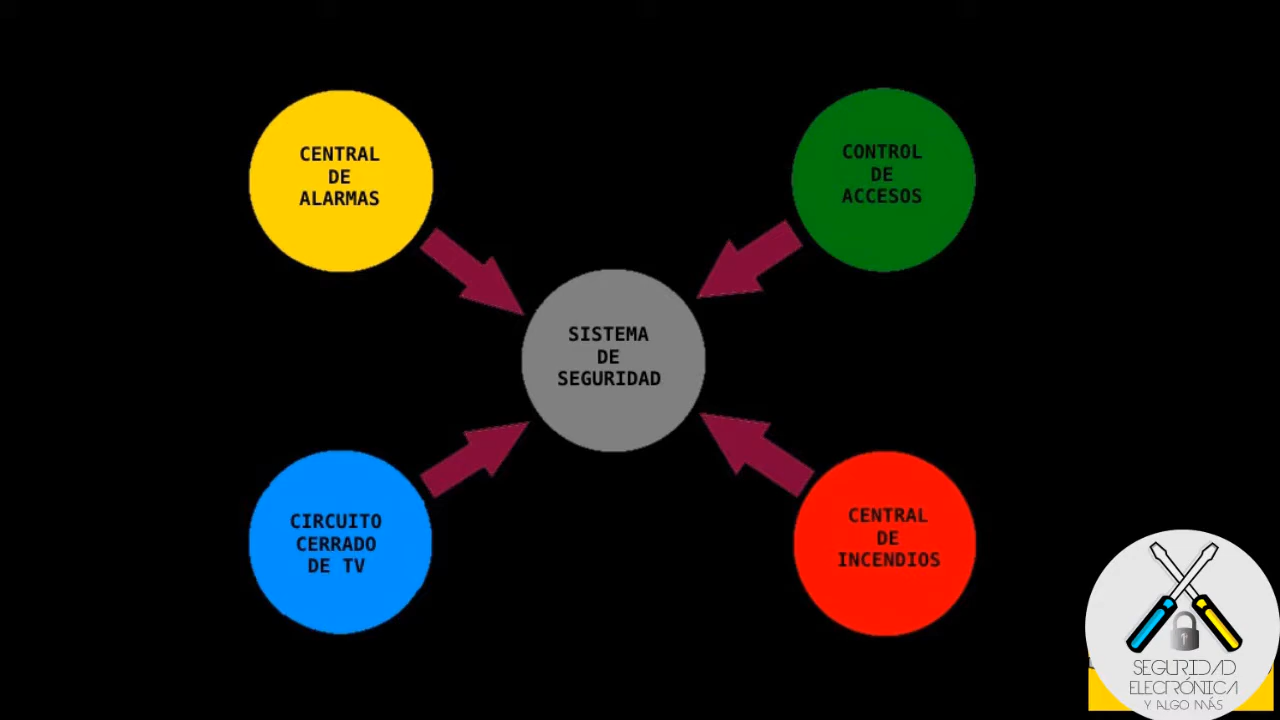 CENTRAL
DE
ALARMAS
CONTROL
DE
ACCESOS
SISTEMA
DE
SEGURIDAD
CIRCUITO
CERRADO
DE TV
CENTRAL
DE
INCENDIOS
SEGURIDAD
ELECTRÓNICA
Y ALGO MÁS